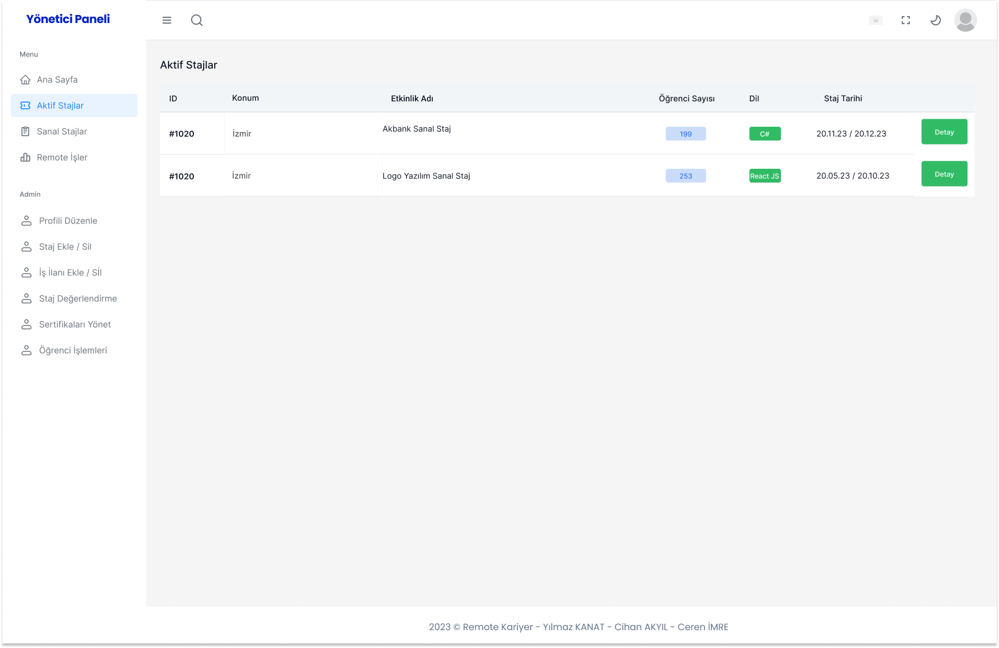 Yönetici Paneli
Menu
Ana Sayfa
Aktif Stajlar
Sanal Stajlar
Remote İşler
Admin
Profili Düzenle
Staj Ekle / Sil
İş İlanı Ekle / Sİl
Staj Değerlendirme
Sertifikaları Yönet
Öğrenci İşlemleri
Aktif Stajlar
ID Konum Etkinlik Adı Öğrenci Sayısı Dil Staj Tarihi
#1020 İzmir Akbank Sanal Staj 199 C# 20.11.23 / 20.12.23 Detay
#1020 İzmir Logo Yazılım Sanal Staj 253 React JS 20.05.23 / 20.10.23 Detay
2023 © Remote Kariyer - Yılmaz KANAT - Cihan AKYIL - Ceren İMRE